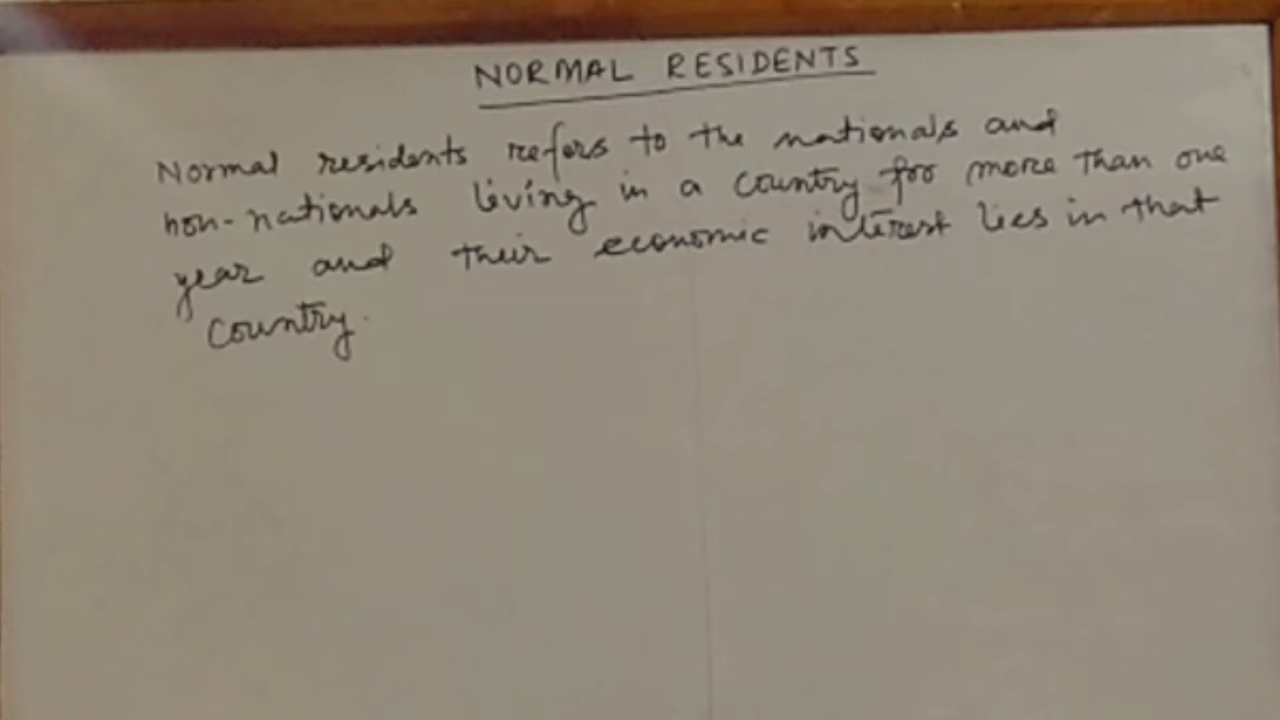 NORMAL RESIDENTS
Normal residents refers to the nationals and
non-nationals living in a country for more than one
year and their economic interest lies in that
country.